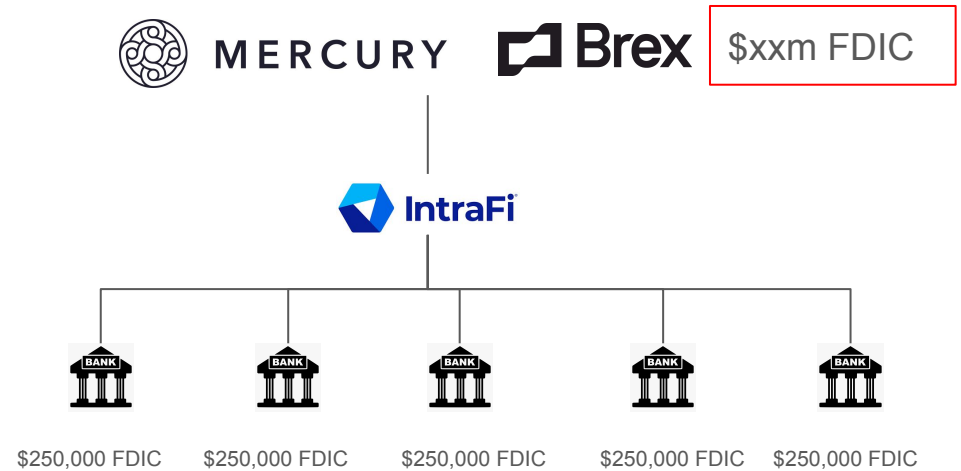 MERCURY
Brex
$xxm FDIC
IntraFi
BANK
BANK
BANK
BANK
BANK
$250,000 FDIC
$250,000 FDIC
$250,000 FDIC
$250,000 FDIC
$250,000 FDIC